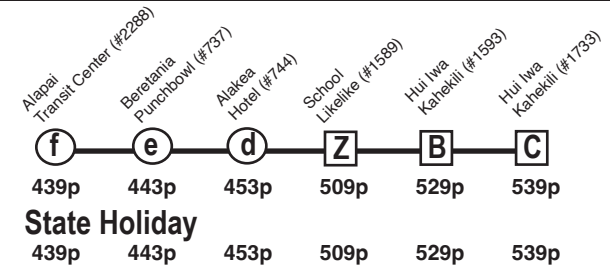 Alapai
Transit Center (#2288)
Beretania
Punchbowl (#737)
Alakea
Hotel (#744)
School
Likelike (#1589)
Hui Iwa
Kahekili (#1593)
Hui Iwa
Kahekili (#1733)
f e d Z B C
439p 443p 453p 509p 529p 539p
State Holiday
439p 443p 453p 509p 529p 539p